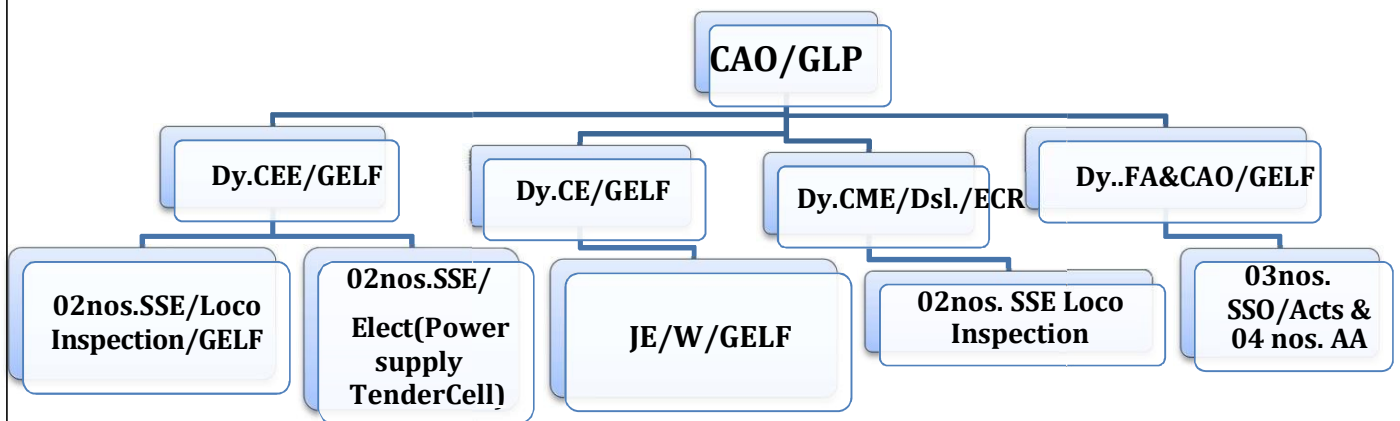 CAO/GLP
Dy.CEE/GELF
Dy.CE/GELF
Dy.CME/Dsl./ECR
Dy..FA&CAO/GELF
02nos.SSE/Loco
Inspection/GELF
02nos.SSE/
Elect(Power
supply
TenderCell)
JE/W/GELF
02nos. SSE Loco
Inspection
03nos.
SSO/Acts &
04 nos. AA